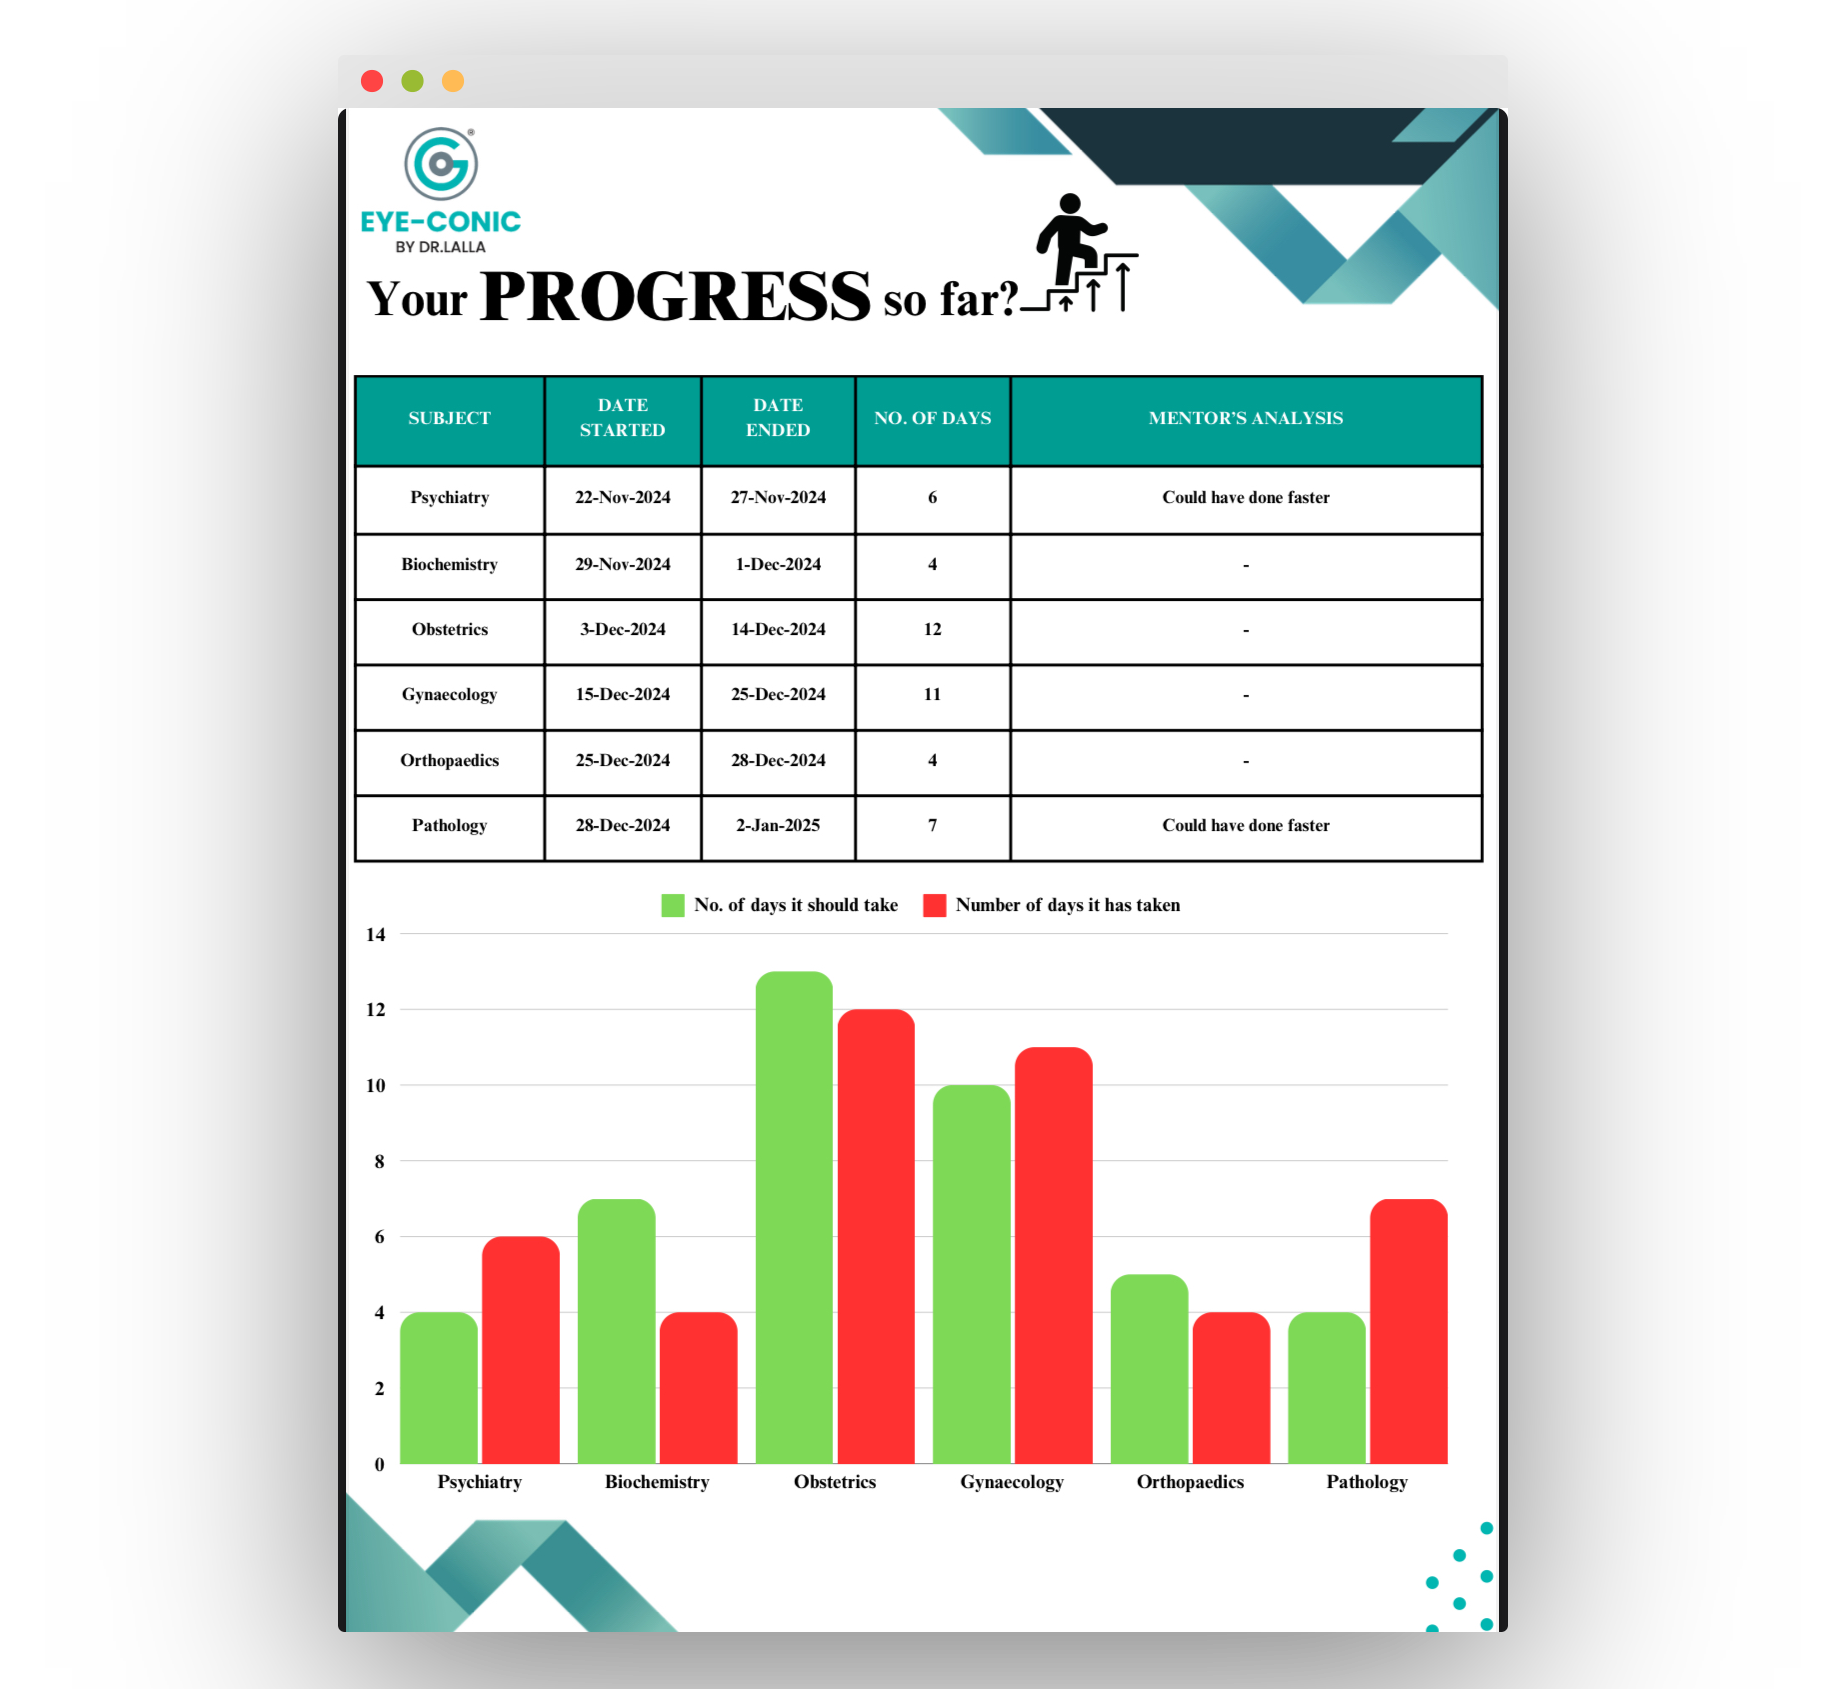 ®
EYE-CONIC
BY DR.LALLA
Your PROGRESS so far?
SUBJECT
DATE STARTED
DATE ENDED
NO. OF DAYS
MENTOR'S ANALYSIS
Psychiatry 22-Nov-2024 27-Nov-2024 6 Could have done faster
Biochemistry 29-Nov-2024 1-Dec-2024 4 -
Obstetrics 3-Dec-2024 14-Dec-2024 12 -
Gynaecology 15-Dec-2024 25-Dec-2024 11 -
Orthopaedics 25-Dec-2024 28-Dec-2024 4 -
Pathology 28-Dec-2024 2-Jan-2025 7 Could have done faster
No. of days it should take Number of days it has taken
14
12
10
8
6
4
2
0
Psychiatry Biochemistry Obstetrics Gynaecology Orthopaedics Pathology